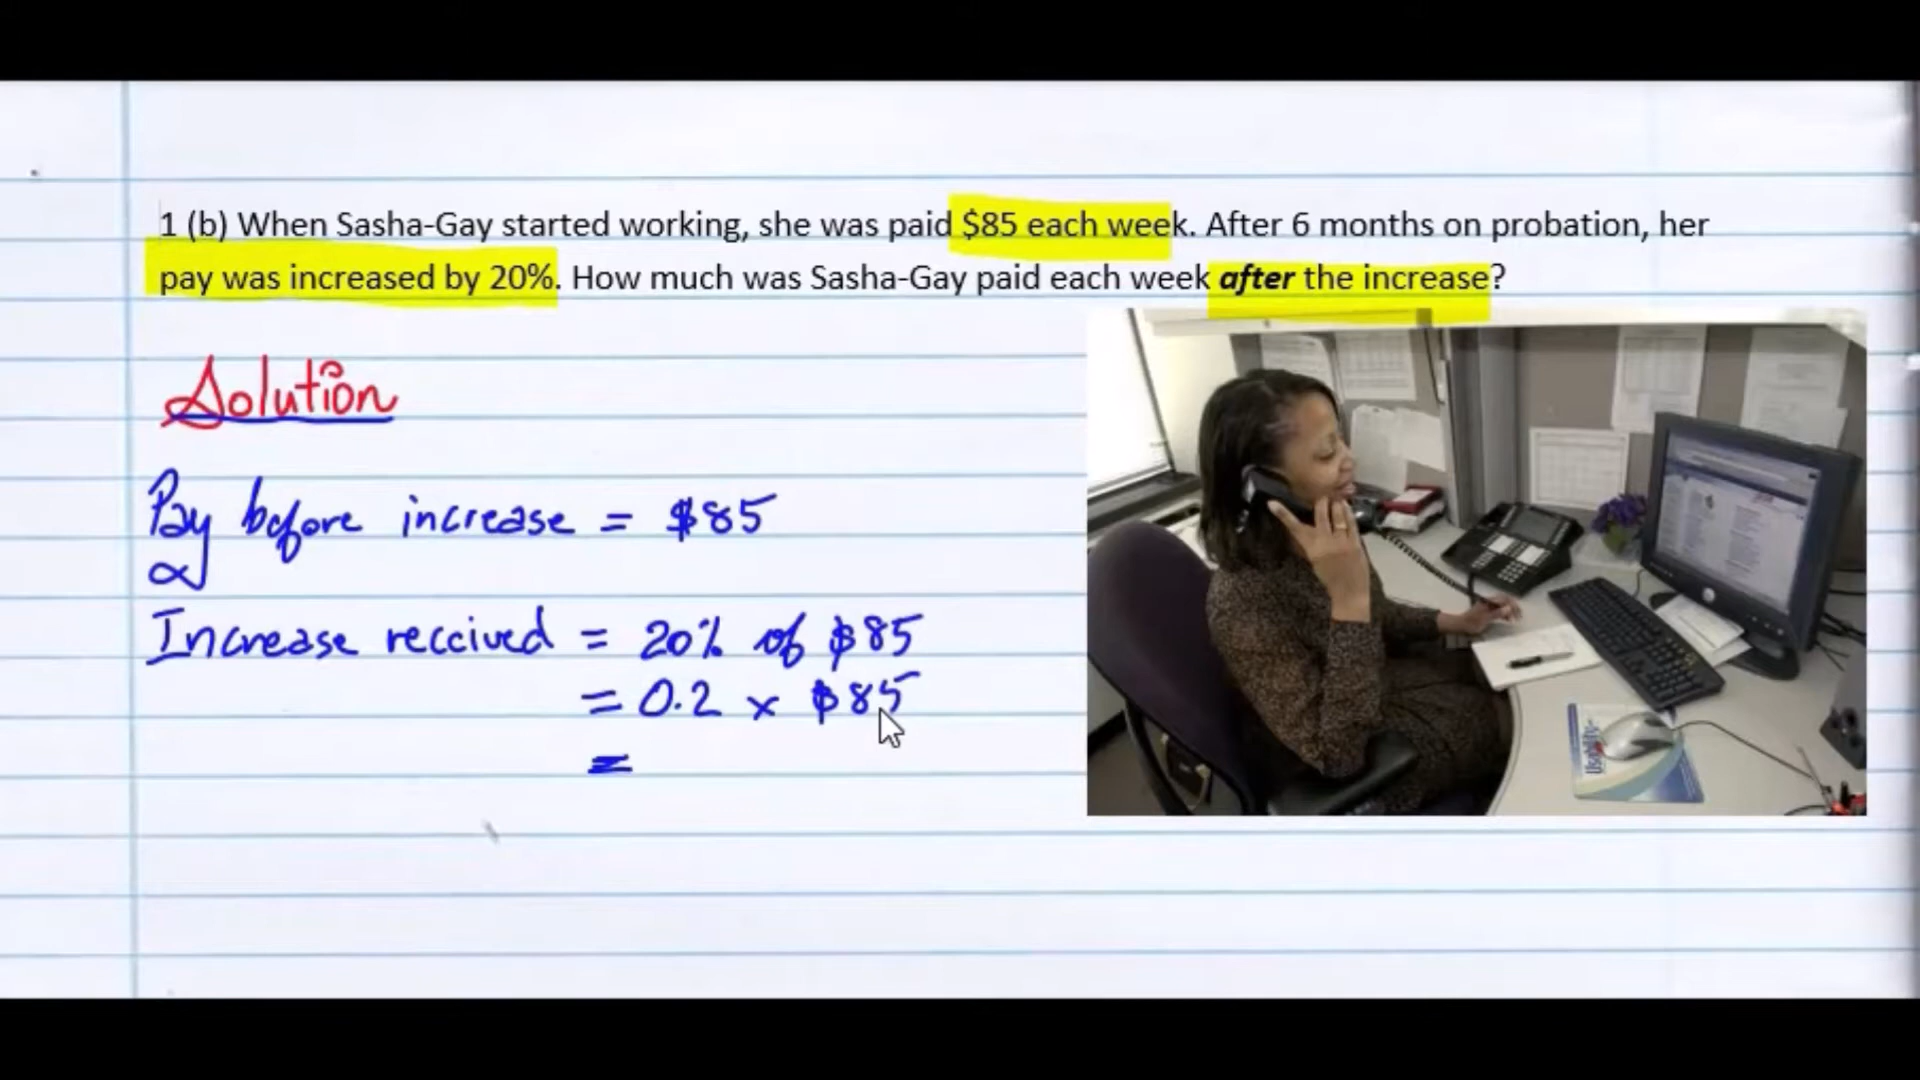 1 (b) When Sasha-Gay started working, she was paid $85 each week. After 6 months on probation, her
pay was increased by 20%. How much was Sasha-Gay paid each week after the increase?
Solution
Pay before increase = $85
Increase received = 20% of $85
= 0.2 x $85
=